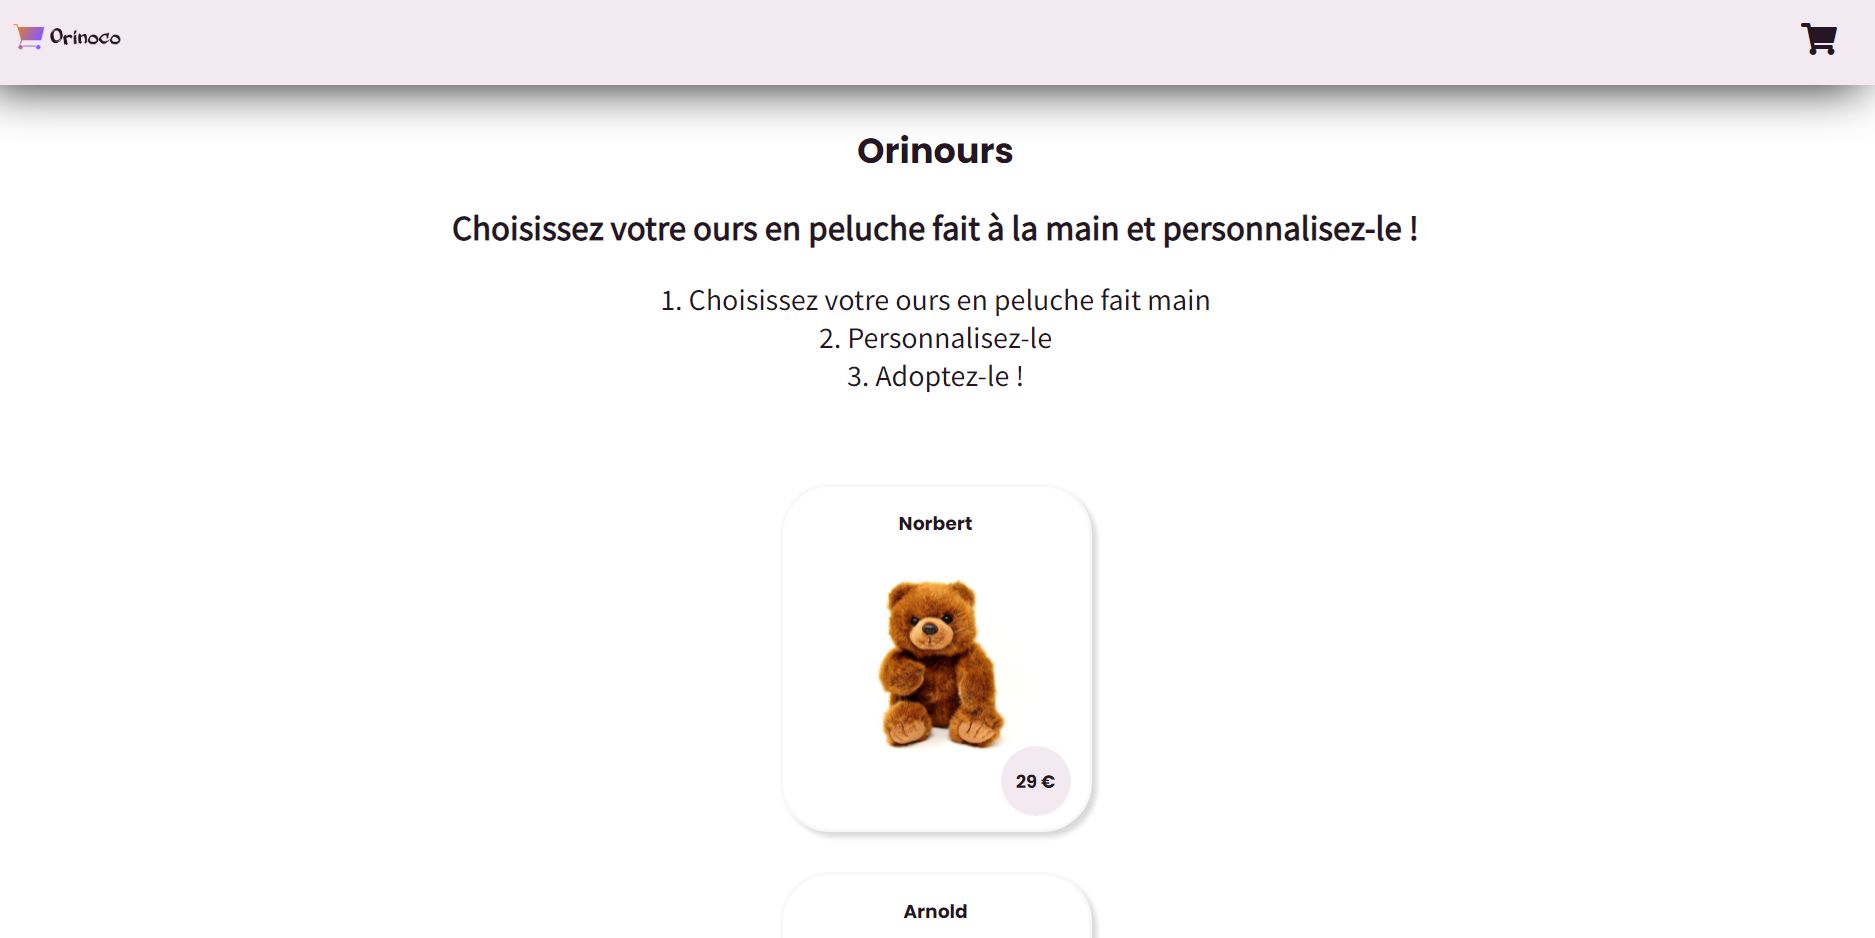 Orinoco
Orinours
Choisissez votre ours en peluche fait à la main et personnalisez-le !
1. Choisissez votre ours en peluche fait main
2. Personnalisez-le
3. Adoptez-le !
Norbert
29 €
Arnold